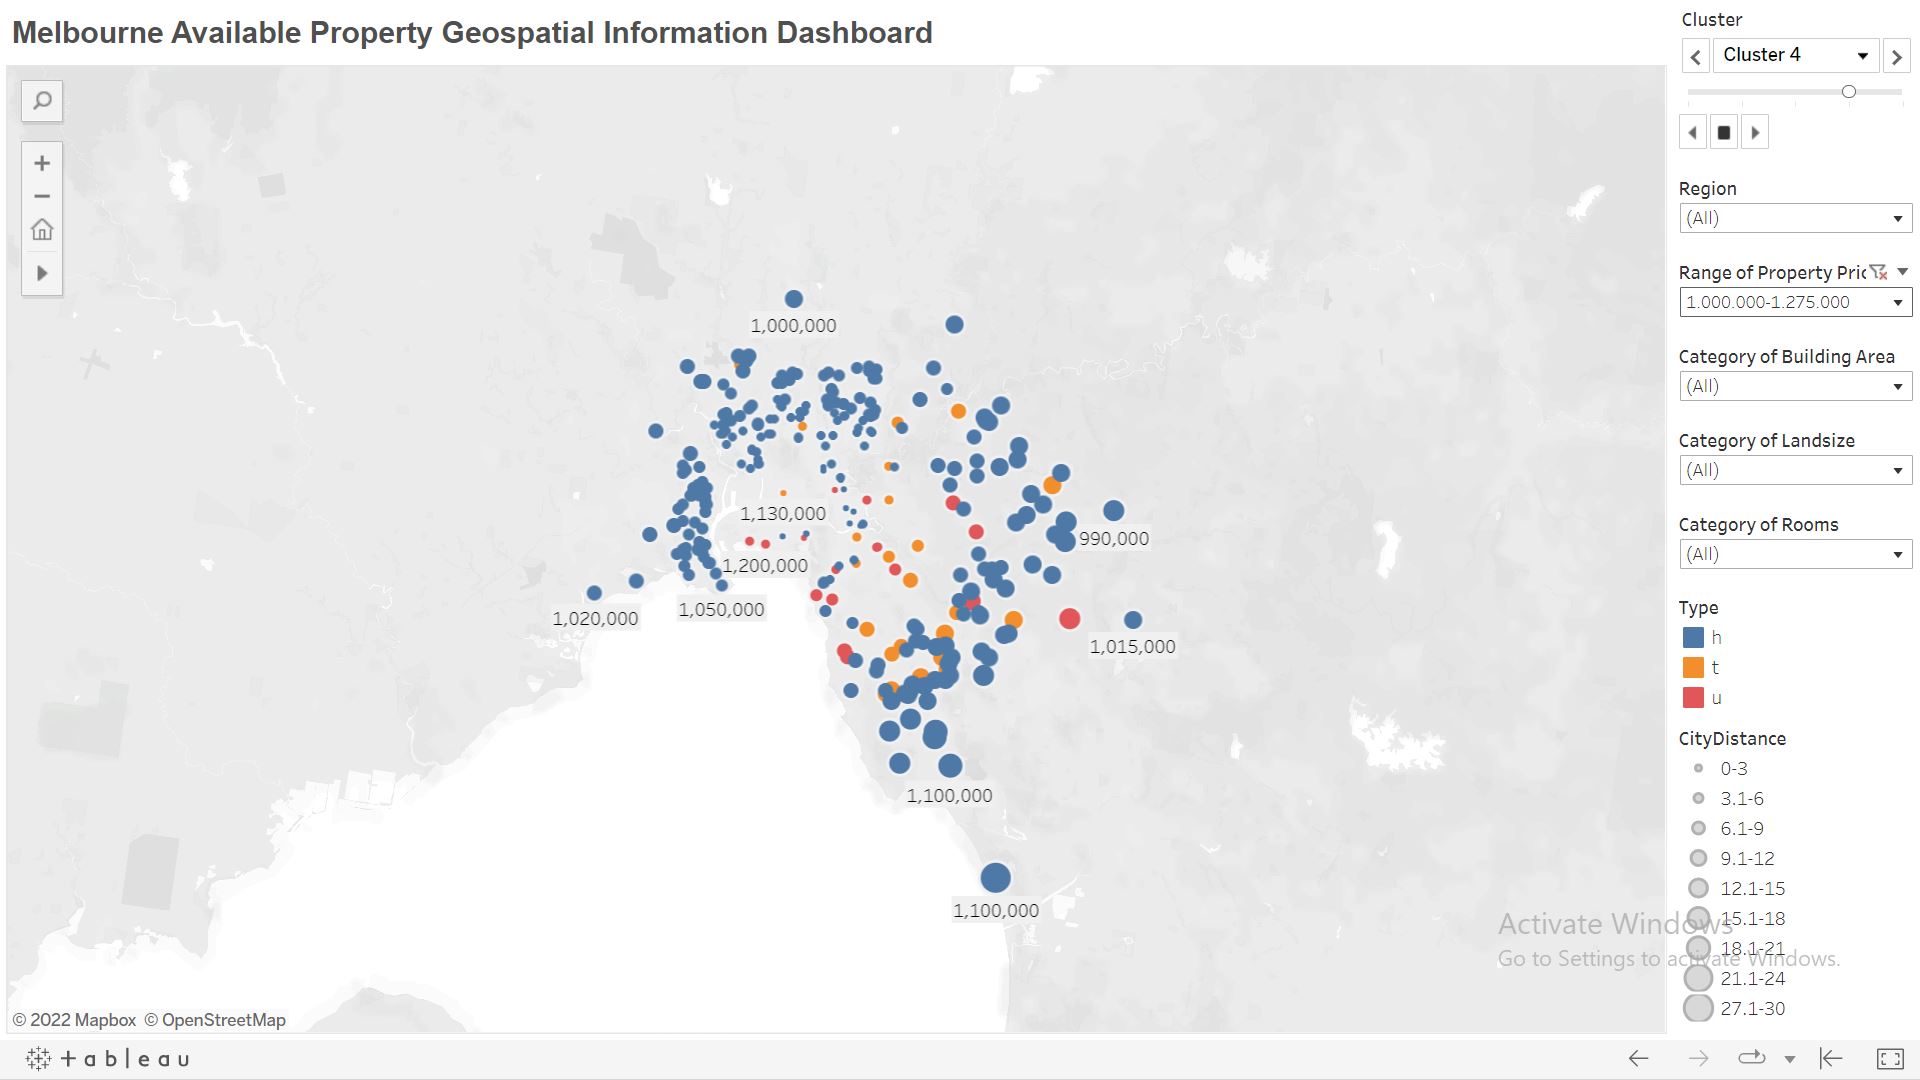 Melbourne Available Property Geospatial Information Dashboard
1,000,000
1,130,000
990,000
1,200,000
1,050,000
1,020,000
1,015,000
1,100,000
1,100,000
© 2022 Mapbox © OpenStreetMap
Cluster
Cluster 4
Region
(All)
Range of Property Pric
1.000.000-1.275.000
Category of Building Area
(All)
Category of Landsize
(All)
Category of Rooms
(All)
Type
h
t
u
CityDistance
0-3
3.1-6
6.1-9
9.1-12
12.1-15
15.1-18
18.1-21
21.1-24
27.1-30
Activate Windows
Go to Settings to activate Windows.
+ a b l e a u